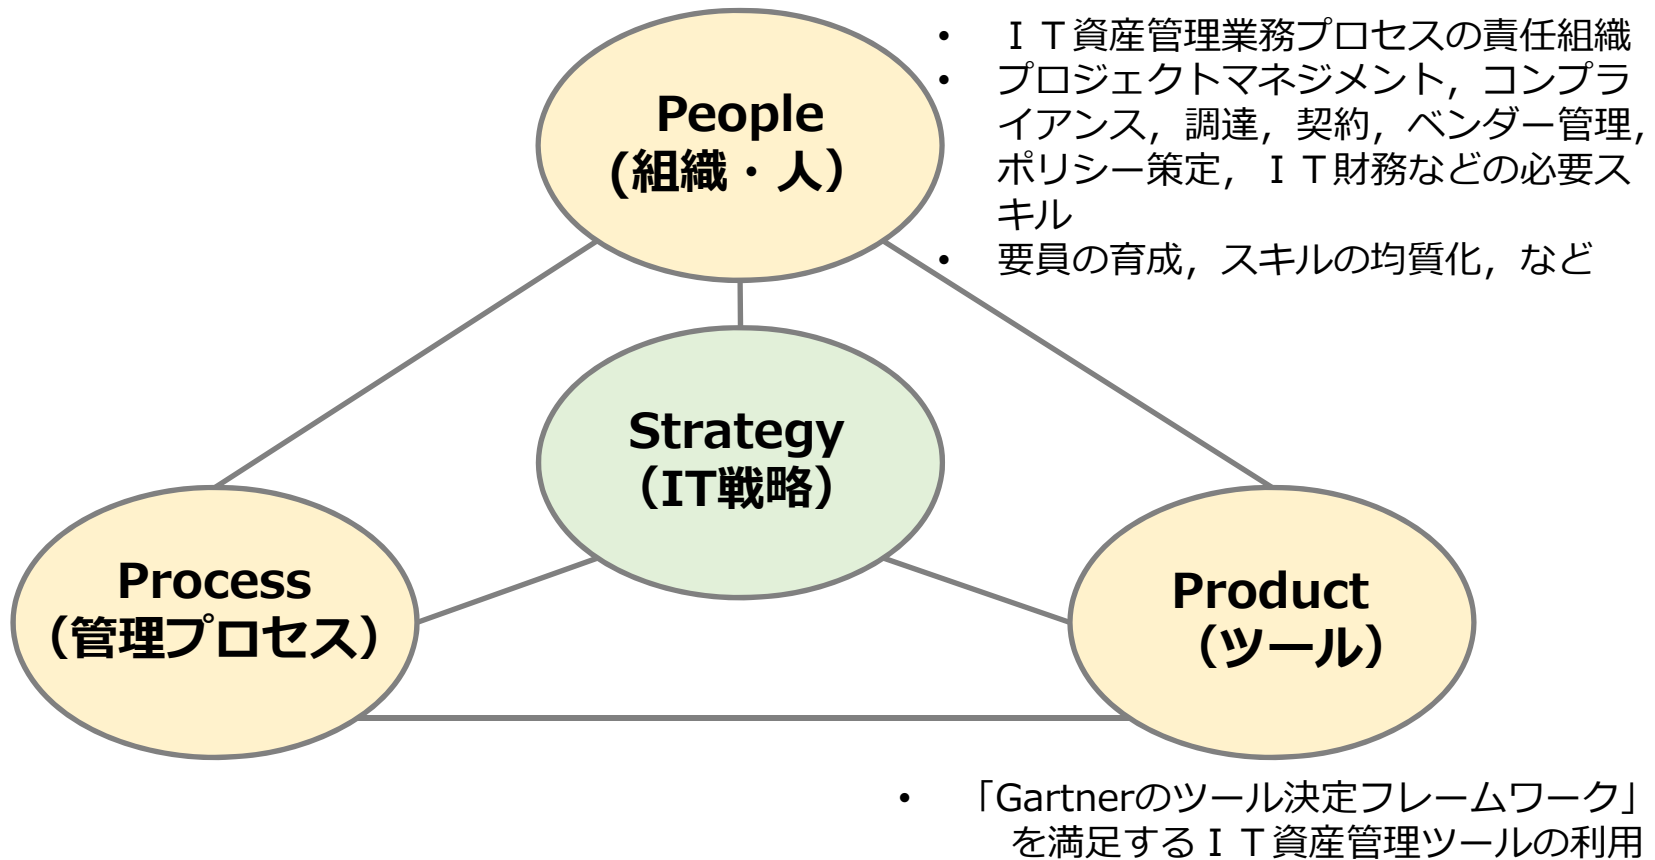 People
(組織・人）
• ＩＴ資産管理業務プロセスの責任組織
• プロジェクトマネジメント，コンプラ
イアンス，調達，契約，ベンダー管理，
ポリシー策定，ＩＴ財務などの必要ス
キル
• 要員の育成，スキルの均質化，など
Strategy
（IT戦略）
Process
（管理プロセス）
Product
（ツール）
• 「Gartnerのツール決定フレームワーク」
を満足するＩＴ資産管理ツールの利用